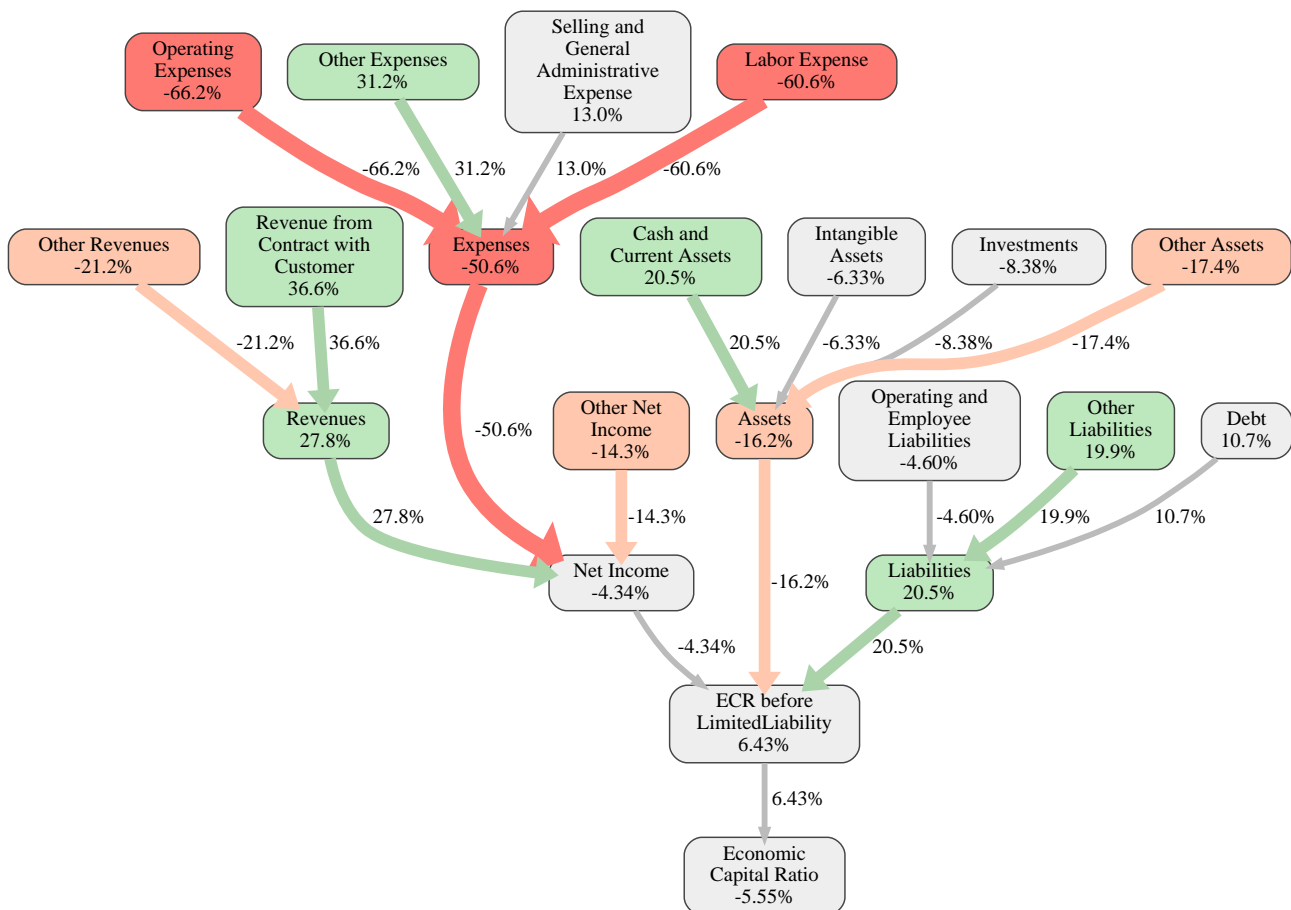 Operating
Expenses
-66.2%
Other Expenses
31.2%
Selling and
General
Administrative
Expense
13.0%
Labor Expense
-60.6%
-66.2%
31.2%
13.0%
-60.6%
Other Revenues
-21.2%
Revenue from
Contract with
Customer
36.6%
Expenses
-50.6%
Cash and
Current Assets
20.5%
Intangible
Assets
-6.33%
Investments
-8.38%
Other Assets
-17.4%
-21.2%
36.6%
20.5%
-6.33%
-8.38%
-17.4%
Revenues
27.8%
-50.6%
Other Net
Income
-14.3%
Assets
-16.2%
Operating and
Employee
Liabilities
-4.60%
Other
Liabilities
19.9%
Debt
10.7%
27.8%
-14.3%
-4.60%
19.9%
10.7%
Net Income
-4.34%
-16.2%
Liabilities
20.5%
-4.34%
20.5%
ECR before
LimitedLiability
6.43%
6.43%
Economic
Capital Ratio
-5.55%